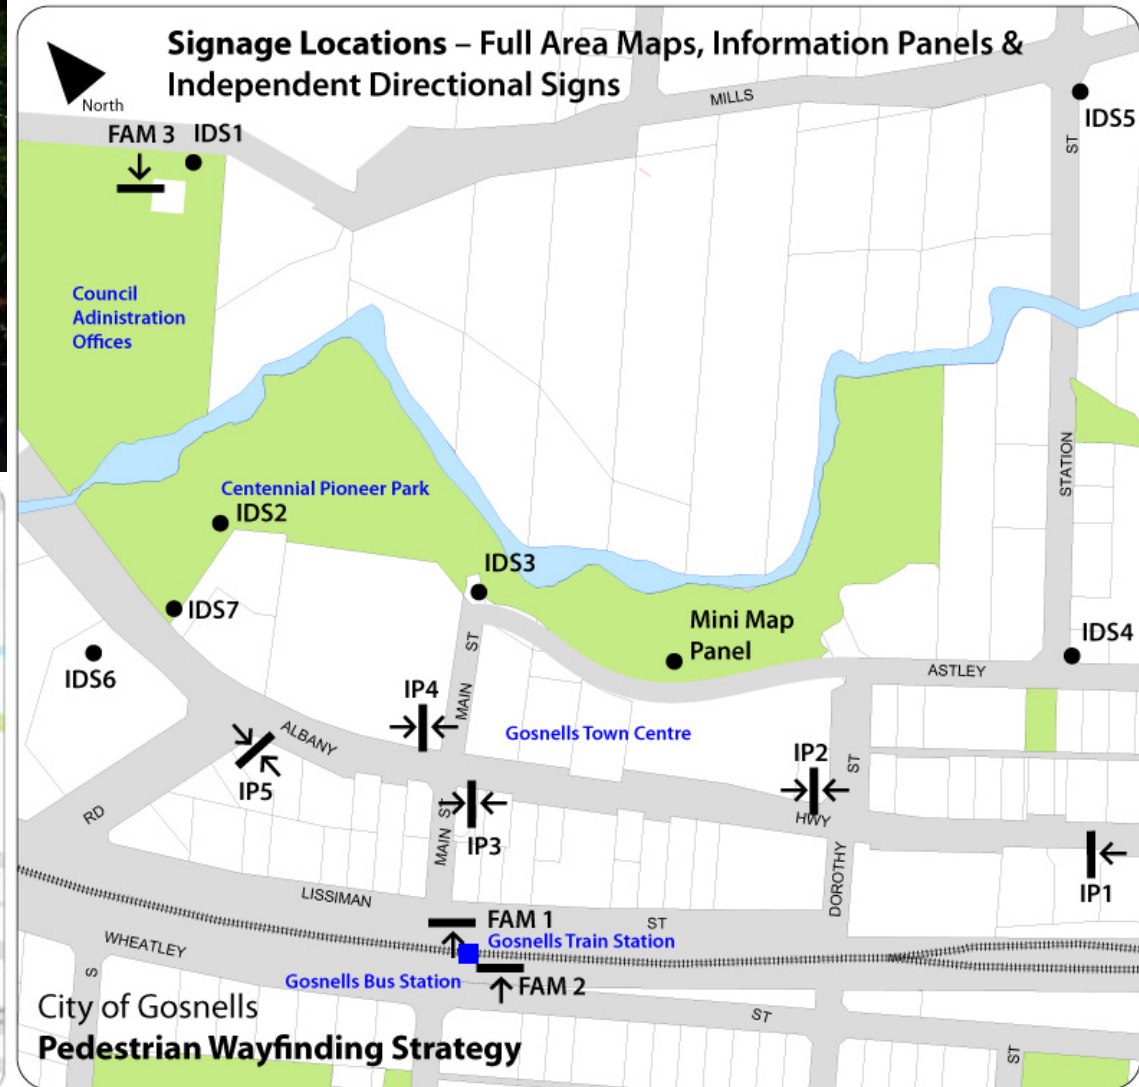 Signage Locations – Full Area Maps, Information Panels &
Independent Directional Signs
North
MILLS
FAM 3
IDS1
IDS5
ST
Council
Adinistration
Offices
Centennial Pioneer Park
IDS2
STATION
IDS3
IDS7
Mini Map
Panel
IDS4
IDS6
ST
ASTLEY
IP4
MAIN
ALBANY
Gosnells Town Centre
IP2
ST
IP5
RD
MAIN ST
IP3
HWY
DOROTHY
IP1
LISSIMAN
FAM 1
ST
Gosnells Train Station
WHEATLEY
Gosnells Bus Station
FAM 2
S
ST
City of Gosnells
Pedestrian Wayfinding Strategy
ST